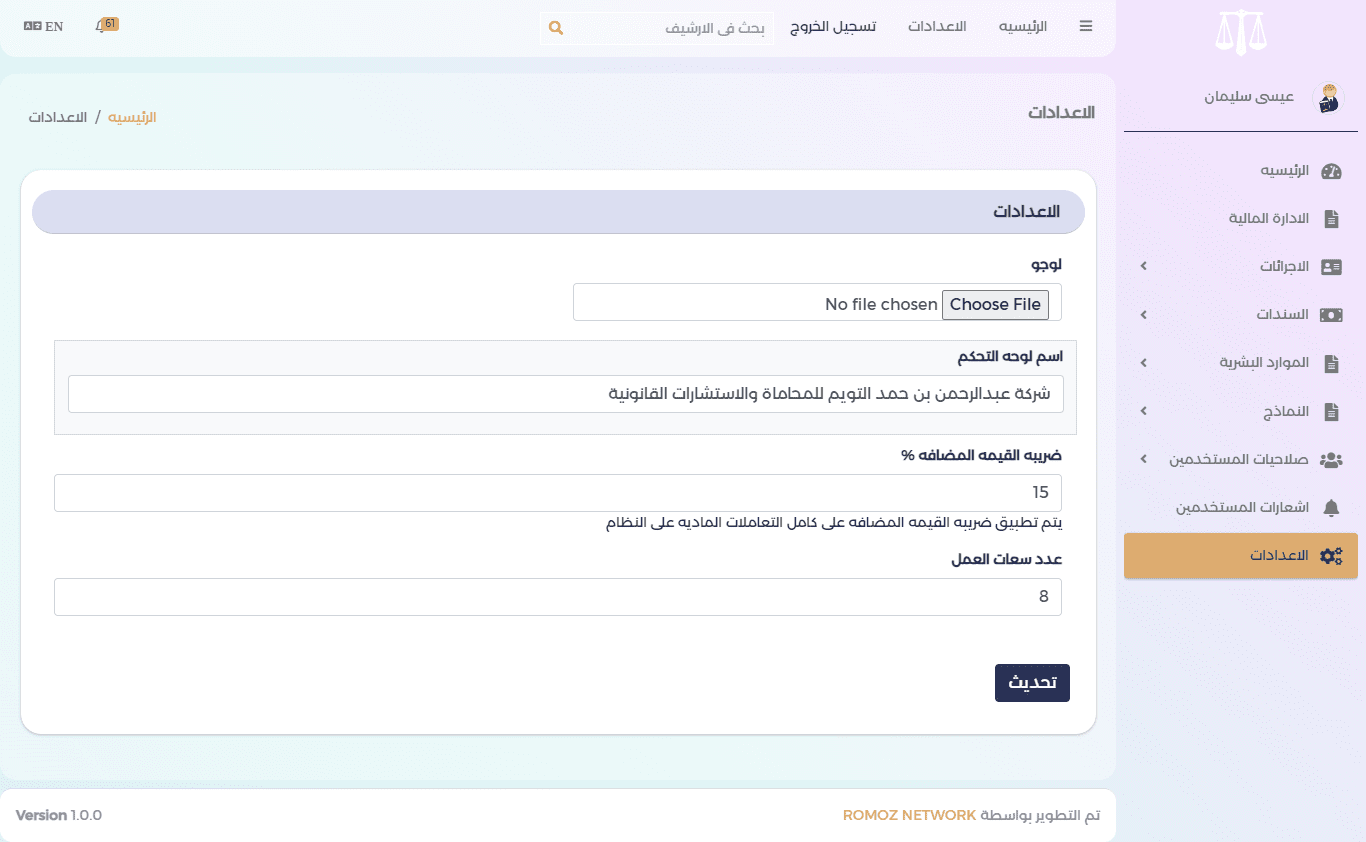 الرئيسيه
الاعدادات
تسجيل الخروج
بحث فى الارشيف
61
EN
عيسى سليمان
الرئيسيه
الادارة المالية
الاجرائات
السندات
الموارد البشرية
النماذج
صلاحيات المستخدمين
اشعارات المستخدمين
الاعدادات
الاعدادات
الرئيسيه / الاعدادات
الاعدادات
لوجو
Choose File No file chosen
اسم لوحه التحكم
شركة عبدالرحمن بن حمد التويم للمحاماة والاستشارات القانونية
ضريبه القيمه المضافه %
15
يتم تطبيق ضريبه القيمه المضافه على كامل التعاملات الماديه على النظام
عدد سعات العمل
8
تحديث
تم التطوير بواسطة ROMOZ NETWORK
Version 1.0.0